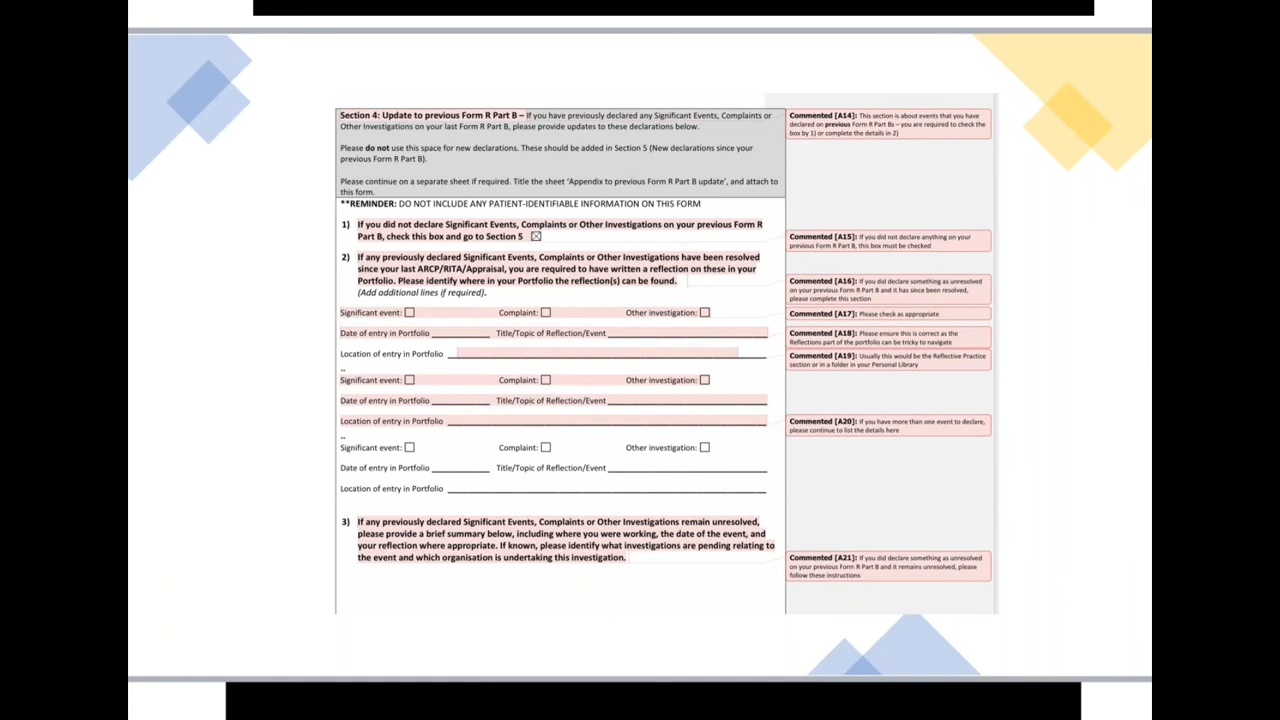 Section 4: Update to previous Form R Part B – If you have previously declared any Significant Events, Complaints or
Other Investigations on your last Form R Part B, please provide updates to these declarations below.
Please do not use this space for new declarations. These should be added in Section 5 (New declarations since your
previous Form R Part B).
Please continue on a separate sheet if required. Title the sheet 'Appendix to previous Form R Part B update', and attach to
this form.
**REMINDER: DO NOT INCLUDE ANY PATIENT-IDENTIFIABLE INFORMATION ON THIS FORM
1) If you did not declare Significant Events, Complaints or Other Investigations on your previous Form R
Part B, check this box and go to Section 5 ☒
2) If any previously declared Significant Events, Complaints or Other Investigations have been resolved
since your last ARCP/RITA/Appraisal, you are required to have written a reflection on these in your
Portfolio. Please identify where in your Portfolio the reflection(s) can be found.
(Add additional lines if required).
Significant event: ☐ Complaint: ☐ Other investigation: ☐
Date of entry in Portfolio __________ Title/Topic of Reflection/Event __________
Location of entry in Portfolio __________
..
Significant event: ☐ Complaint: ☐ Other investigation: ☐
Date of entry in Portfolio __________ Title/Topic of Reflection/Event __________
Location of entry in Portfolio __________
..
Significant event: ☐ Complaint: ☐ Other investigation: ☐
Date of entry in Portfolio __________ Title/Topic of Reflection/Event __________
Location of entry in Portfolio __________
3) If any previously declared Significant Events, Complaints or Other Investigations remain unresolved,
please provide a brief summary below, including where you were working, the date of the event, and
your reflection where appropriate. If known, please identify what investigations are pending relating to
the event and which organisation is undertaking this investigation.
Commented [A14]: This section is about events that you have
declared on previous Form R Part Bs – you are required to check the
box by 1) or complete the details in 2)
Commented [A15]: If you did not declare anything on your
previous Form R Part B, this box must be checked
Commented [A16]: If you did declare something as unresolved
on your previous Form R Part B and it has since been resolved,
please complete this section
Commented [A17]: Please check as appropriate
Commented [A18]: Please ensure this is correct as the
Reflections part of the portfolio can be tricky to navigate
Commented [A19]: Usually this would be the Reflective Practice
section or in a folder in your Personal Library
Commented [A20]: If you have more than one event to declare,
please continue to list the details here
Commented [A21]: If you did declare something as unresolved
on your previous Form R Part B and it remains unresolved, please
follow these instructions